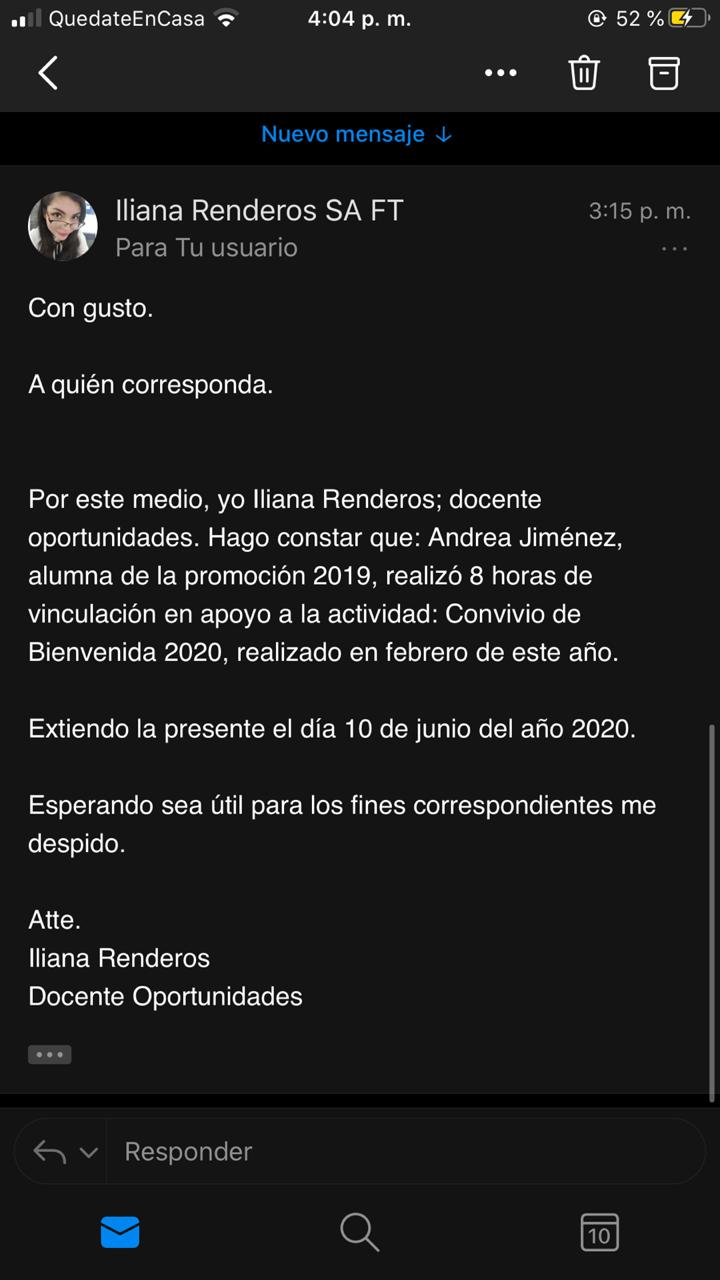 QuedateEnCasa 4:04 p. m. 52 %
Nuevo mensaje ↓
Iliana Renderos SA FT 3:15 p. m.
Para Tu usuario
Con gusto.
A quién corresponda.
Por este medio, yo Iliana Renderos; docente
oportunidades. Hago constar que: Andrea Jiménez,
alumna de la promoción 2019, realizó 8 horas de
vinculación en apoyo a la actividad: Convivio de
Bienvenida 2020, realizado en febrero de este año.
Extiendo la presente el día 10 de junio del año 2020.
Esperando sea útil para los fines correspondientes me
despido.
Atte.
Iliana Renderos
Docente Oportunidades
Responder
10